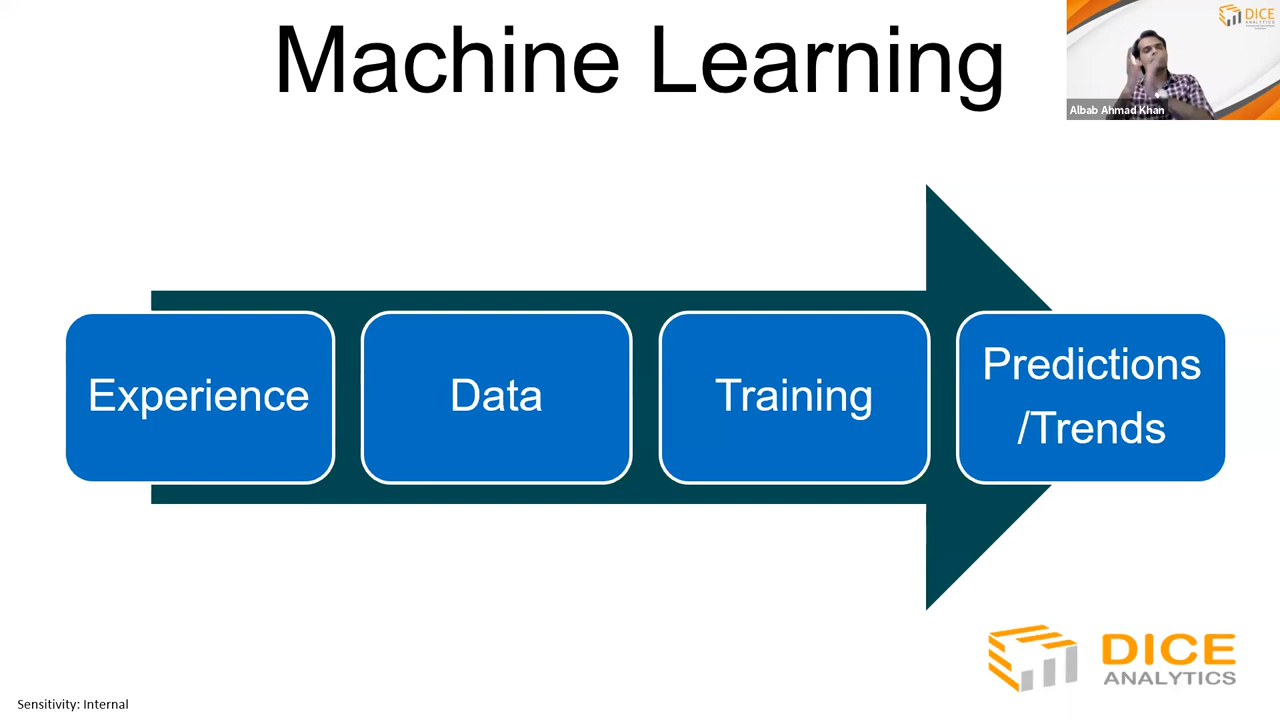 Machine Learning
DICE
ANALYTICS
Albab Ahmad Khan
Experience
Data
Training
Predictions
/Trends
DICE
ANALYTICS
Sensitivity: Internal